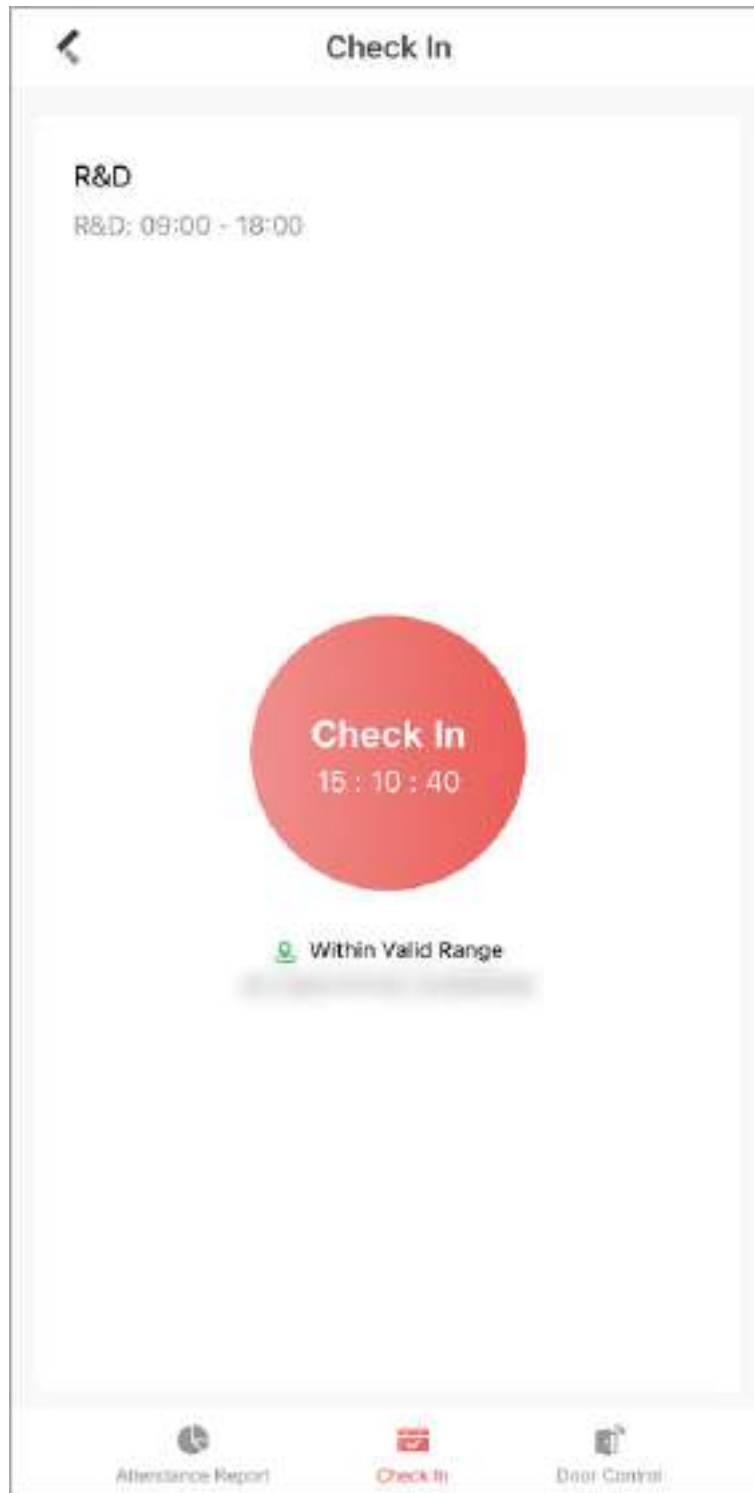 Check In
R&D
R&D: 09:00 - 18:00
Check In
15 : 10 : 40
Within Valid Range
Attendance Report
Check In
Door Control